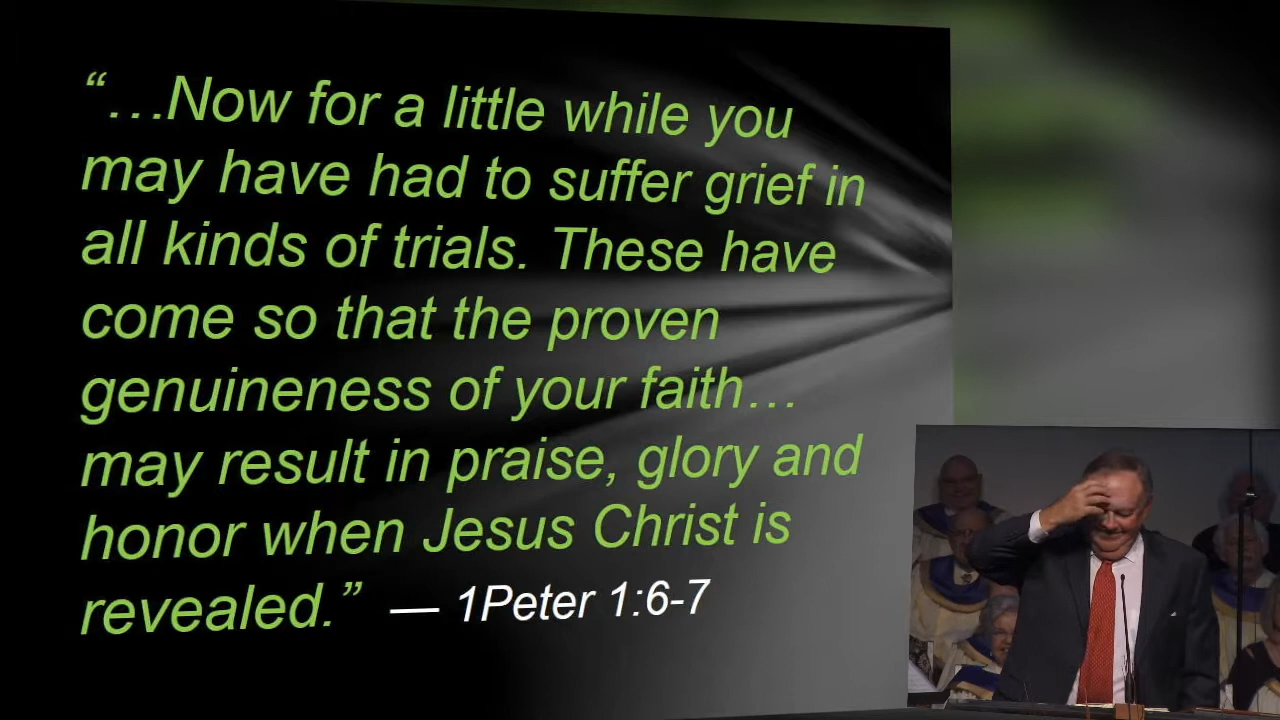 “…Now for a little while you
may have had to suffer grief in
all kinds of trials. These have
come so that the proven
genuineness of your faith…
may result in praise, glory and
honor when Jesus Christ is
revealed.” — 1Peter 1:6-7